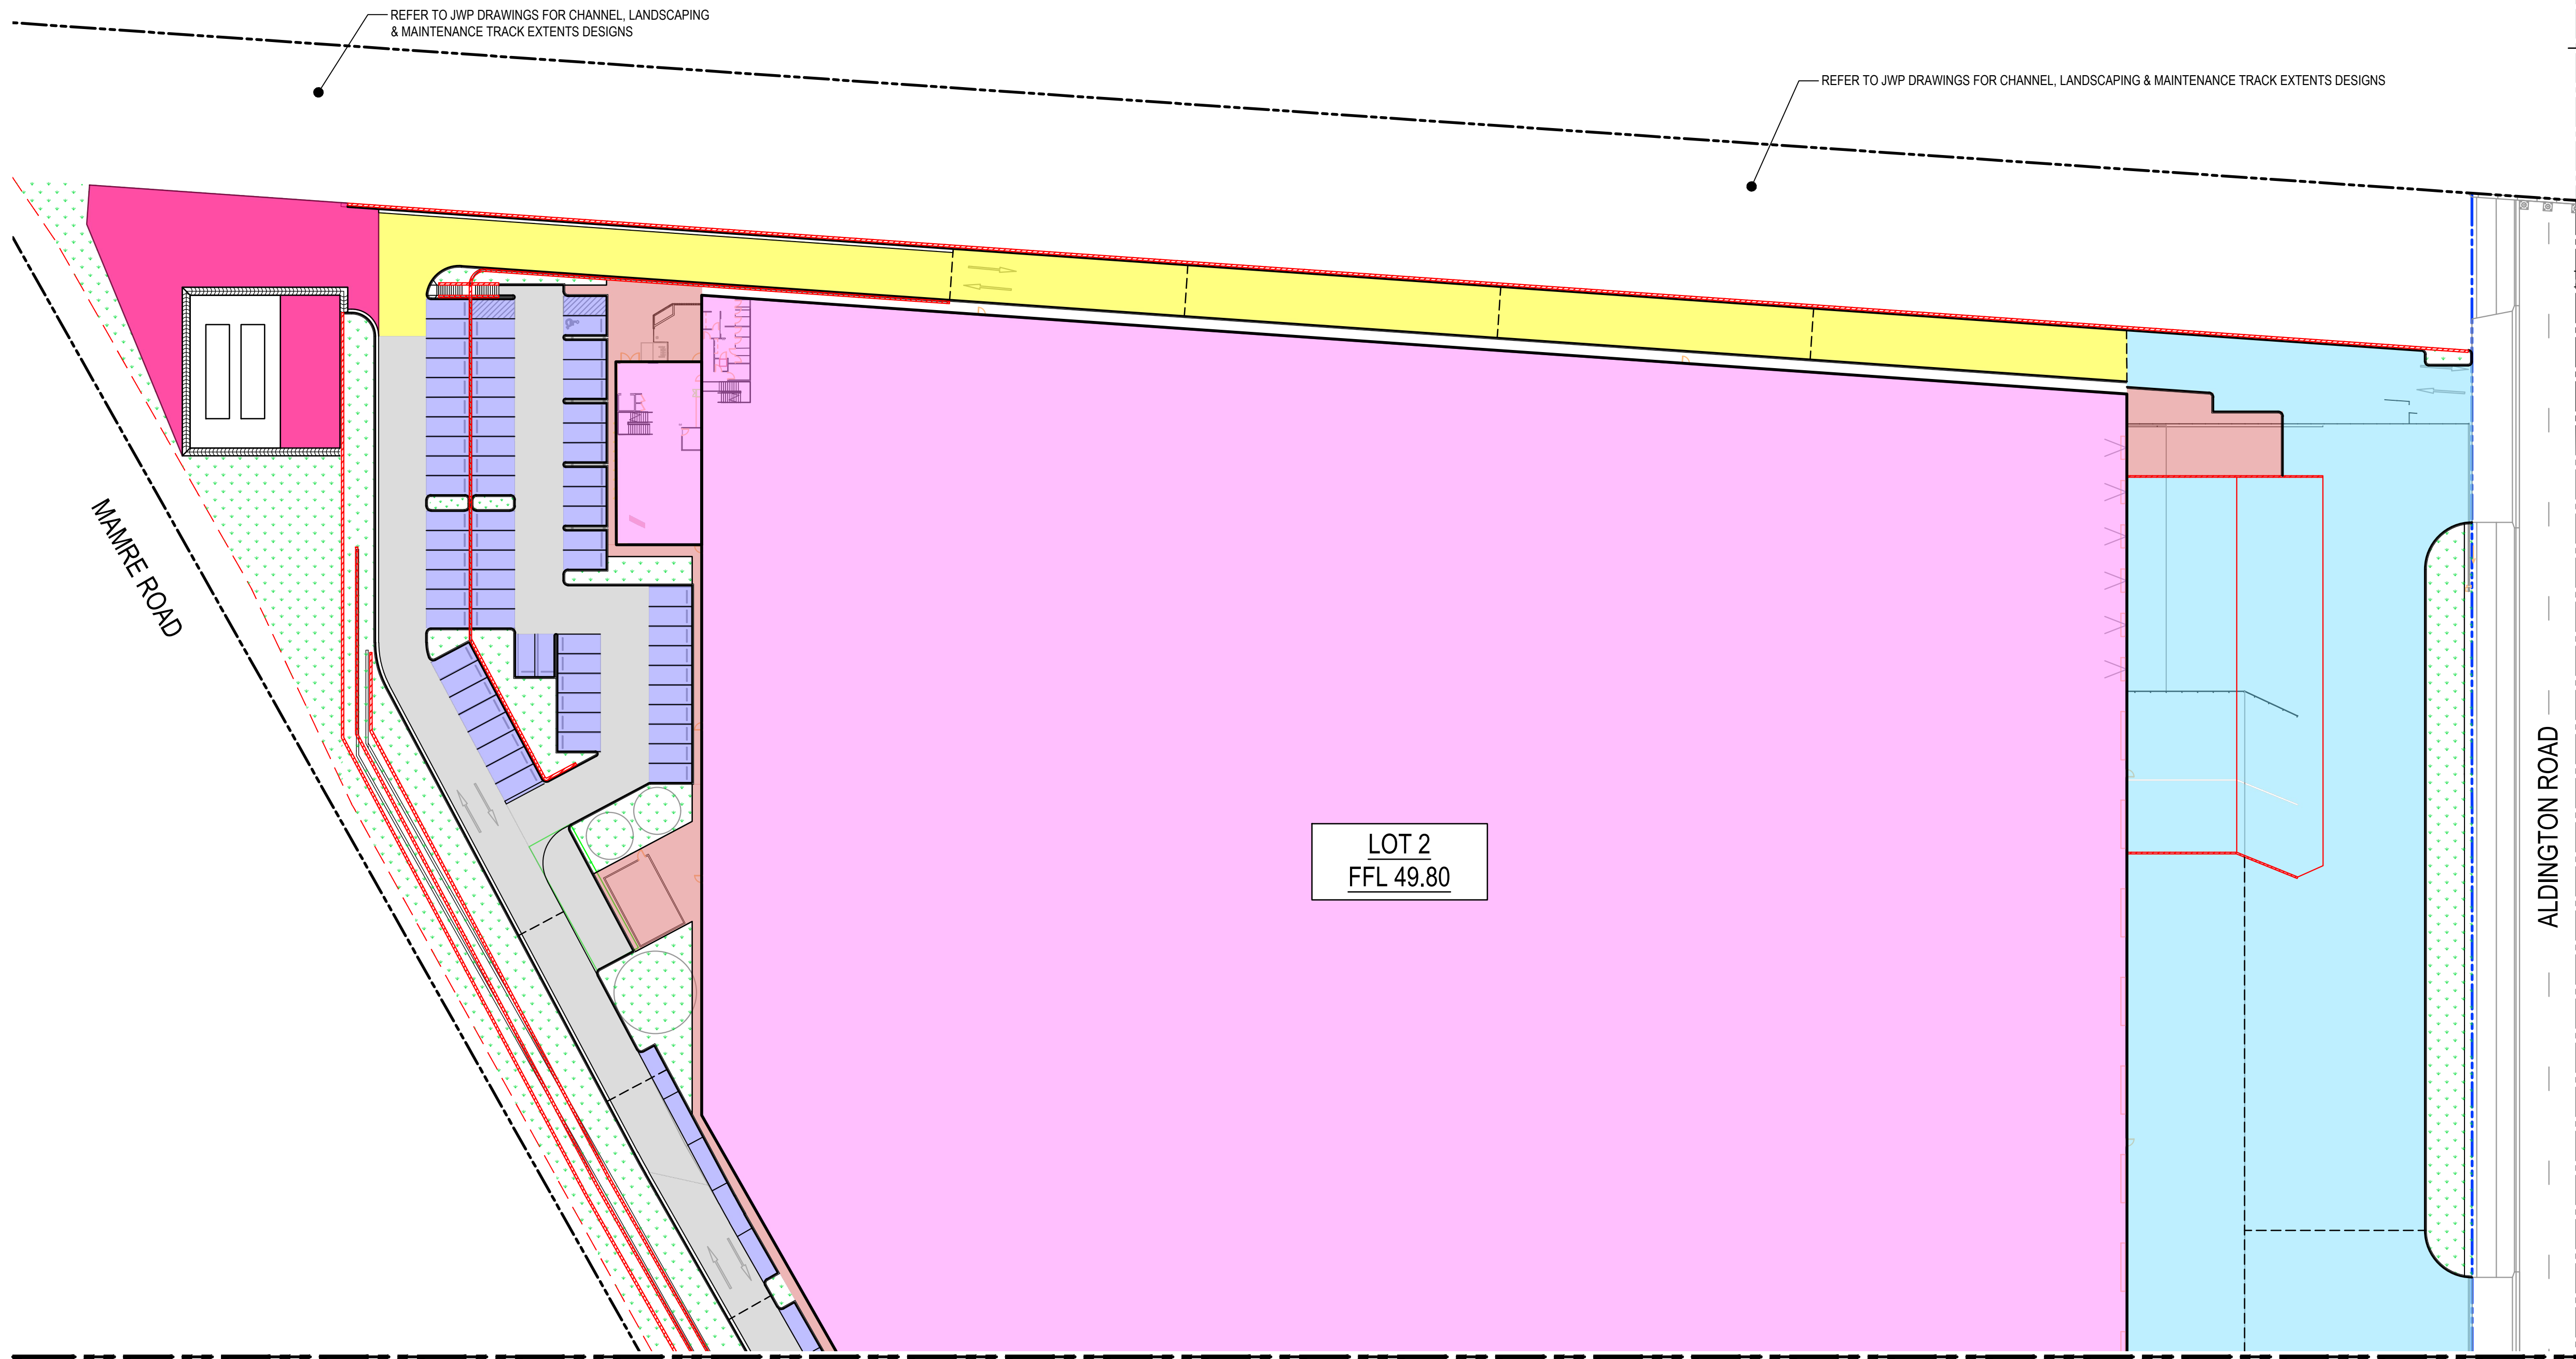 REFER TO JWP DRAWINGS FOR CHANNEL, LANDSCAPING
& MAINTENANCE TRACK EXTENTS DESIGNS
REFER TO JWP DRAWINGS FOR CHANNEL, LANDSCAPING & MAINTENANCE TRACK EXTENTS DESIGNS
MAMRE ROAD
LOT 2
FFL 49.80
ALDINGTON ROAD